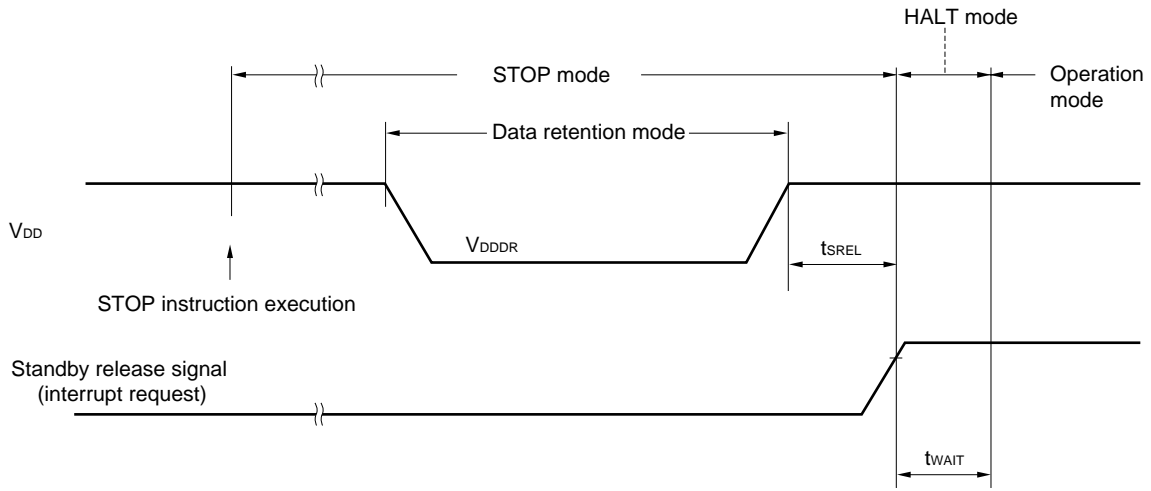 HALT mode
STOP mode
Operation
mode
Data retention mode
VDD
VDDDR
tSREL
STOP instruction execution
Standby release signal
(interrupt request)
tWAIT